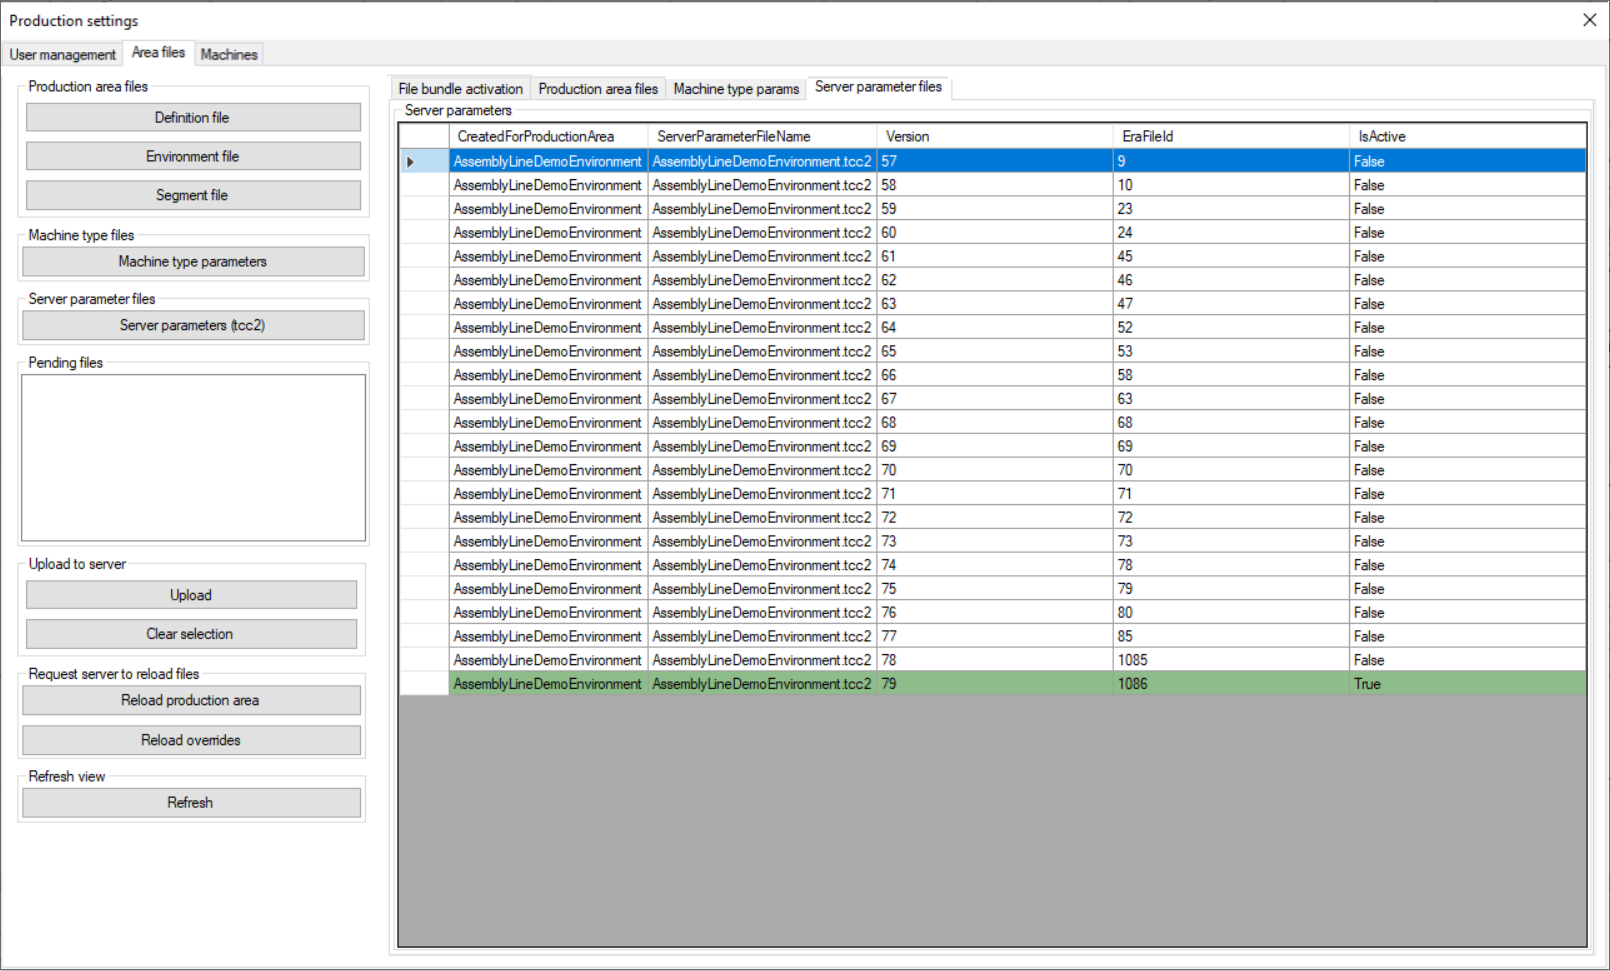 Production settings
User management Area files Machines
Production area files
Definition file
Environment file
Segment file
Machine type files
Machine type parameters
Server parameter files
Server parameters (tcc2)
Pending files
Upload to server
Upload
Clear selection
Request server to reload files
Reload production area
Reload overrides
Refresh view
Refresh
File bundle activation Production area files Machine type params Server parameter files
Server parameters
CreatedForProductionArea ServerParameterFileName Version EraFileId IsActive
AssemblyLineDemoEnvironment AssemblyLineDemoEnvironment.tcc2 57 9 False
AssemblyLineDemoEnvironment AssemblyLineDemoEnvironment.tcc2 58 10 False
AssemblyLineDemoEnvironment AssemblyLineDemoEnvironment.tcc2 59 23 False
AssemblyLineDemoEnvironment AssemblyLineDemoEnvironment.tcc2 60 24 False
AssemblyLineDemoEnvironment AssemblyLineDemoEnvironment.tcc2 61 45 False
AssemblyLineDemoEnvironment AssemblyLineDemoEnvironment.tcc2 62 46 False
AssemblyLineDemoEnvironment AssemblyLineDemoEnvironment.tcc2 63 47 False
AssemblyLineDemoEnvironment AssemblyLineDemoEnvironment.tcc2 64 52 False
AssemblyLineDemoEnvironment AssemblyLineDemoEnvironment.tcc2 65 53 False
AssemblyLineDemoEnvironment AssemblyLineDemoEnvironment.tcc2 66 58 False
AssemblyLineDemoEnvironment AssemblyLineDemoEnvironment.tcc2 67 63 False
AssemblyLineDemoEnvironment AssemblyLineDemoEnvironment.tcc2 68 68 False
AssemblyLineDemoEnvironment AssemblyLineDemoEnvironment.tcc2 69 69 False
AssemblyLineDemoEnvironment AssemblyLineDemoEnvironment.tcc2 70 70 False
AssemblyLineDemoEnvironment AssemblyLineDemoEnvironment.tcc2 71 71 False
AssemblyLineDemoEnvironment AssemblyLineDemoEnvironment.tcc2 72 72 False
AssemblyLineDemoEnvironment AssemblyLineDemoEnvironment.tcc2 73 73 False
AssemblyLineDemoEnvironment AssemblyLineDemoEnvironment.tcc2 74 78 False
AssemblyLineDemoEnvironment AssemblyLineDemoEnvironment.tcc2 75 79 False
AssemblyLineDemoEnvironment AssemblyLineDemoEnvironment.tcc2 76 80 False
AssemblyLineDemoEnvironment AssemblyLineDemoEnvironment.tcc2 77 85 False
AssemblyLineDemoEnvironment AssemblyLineDemoEnvironment.tcc2 78 1085 False
AssemblyLineDemoEnvironment AssemblyLineDemoEnvironment.tcc2 79 1086 True